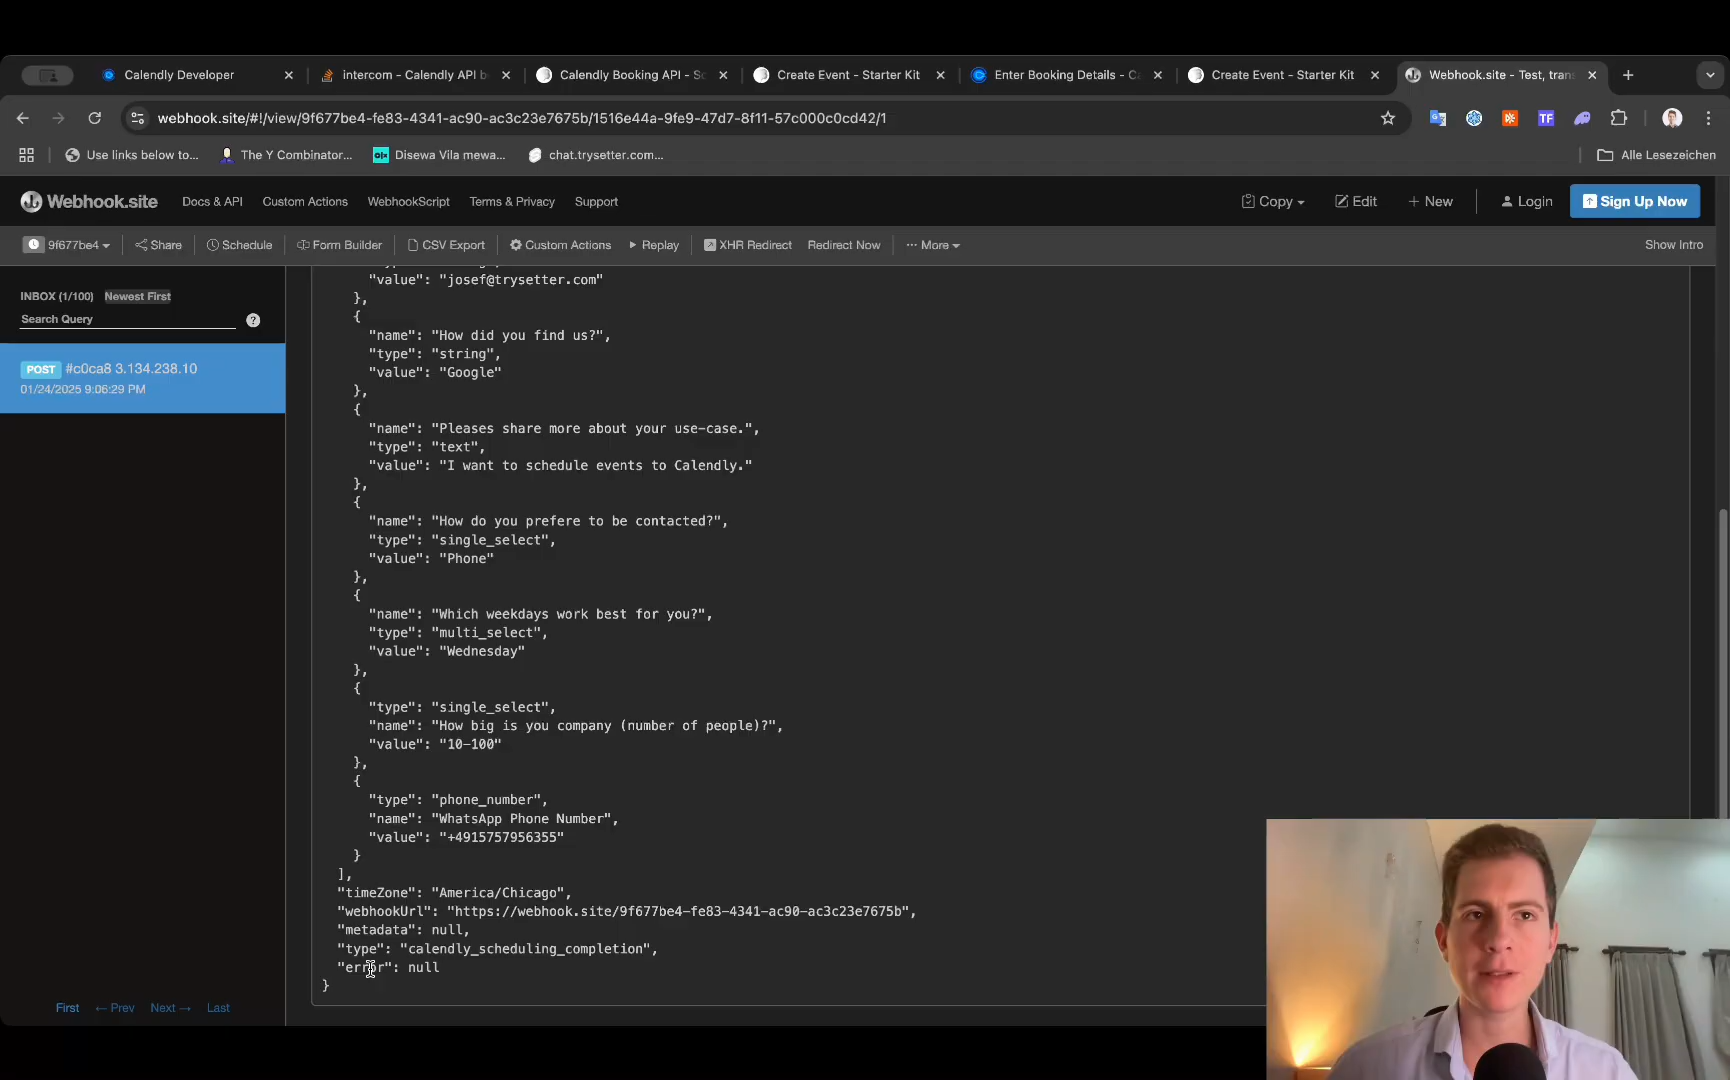 Calendly Developer
intercom - Calendly API b
Calendly Booking API - Sc
Create Event - Starter Kit
Enter Booking Details - Ca
Create Event - Starter Kit
Webhook.site - Test, tran
webhook.site/#!/view/9f677be4-fe83-4341-ac90-ac3c23e7675b/1516e44a-9fe9-47d7-8f11-57c000c0cd42/1
TF
Use links below to...
The Y Combinator...
Disewa Vila mewa...
chat.trysetter.com...
Alle Lesezeichen
Webhook.site
Docs & API
Custom Actions
WebhookScript
Terms & Privacy
Support
Copy
Edit
+ New
Login
Sign Up Now
9f677be4
Share
Schedule
Form Builder
CSV Export
Custom Actions
Replay
XHR Redirect
Redirect Now
More
Show Intro
INBOX (1/100) Newest First
Search Query
?
POST #c0ca8 3.134.238.10
01/24/2025 9:06:29 PM
First ← Prev Next → Last
"value": "josef@trysetter.com"
},
{
"name": "How did you find us?",
"type": "string",
"value": "Google"
},
{
"name": "Pleases share more about your use-case.",
"type": "text",
"value": "I want to schedule events to Calendly."
},
{
"name": "How do you prefere to be contacted?",
"type": "single_select",
"value": "Phone"
},
{
"name": "Which weekdays work best for you?",
"type": "multi_select",
"value": "Wednesday"
},
{
"type": "single_select",
"name": "How big is you company (number of people)?",
"value": "10-100"
},
{
"type": "phone_number",
"name": "WhatsApp Phone Number",
"value": "+4915757956355"
}
],
"timeZone": "America/Chicago",
"webhookUrl": "https://webhook.site/9f677be4-fe83-4341-ac90-ac3c23e7675b",
"metadata": null,
"type": "calendly_scheduling_completion",
"error": null
}